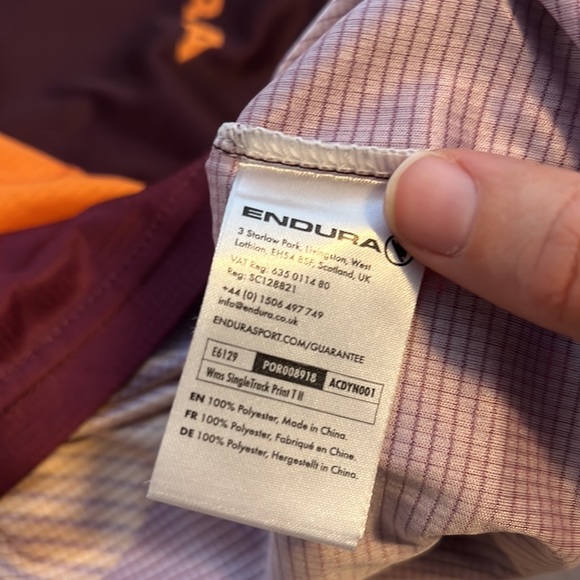 RA
ENDURA
3 Starlaw Park, Livingston, West
Lothian, EH54 8SF, Scotland, UK
VAT Reg: 635 0114 80
Reg: SC128821
+44 (0) 1506 497 749
info@endura.co.uk
ENDURASPORT.COM/GUARANTEE
E6129 POR008918 ACDYN001
Wms SingleTrack Print T II
EN 100% Polyester, Made in China.
FR 100% Polyester, Fabriqué en Chine.
DE 100% Polyester, Hergestellt in China.